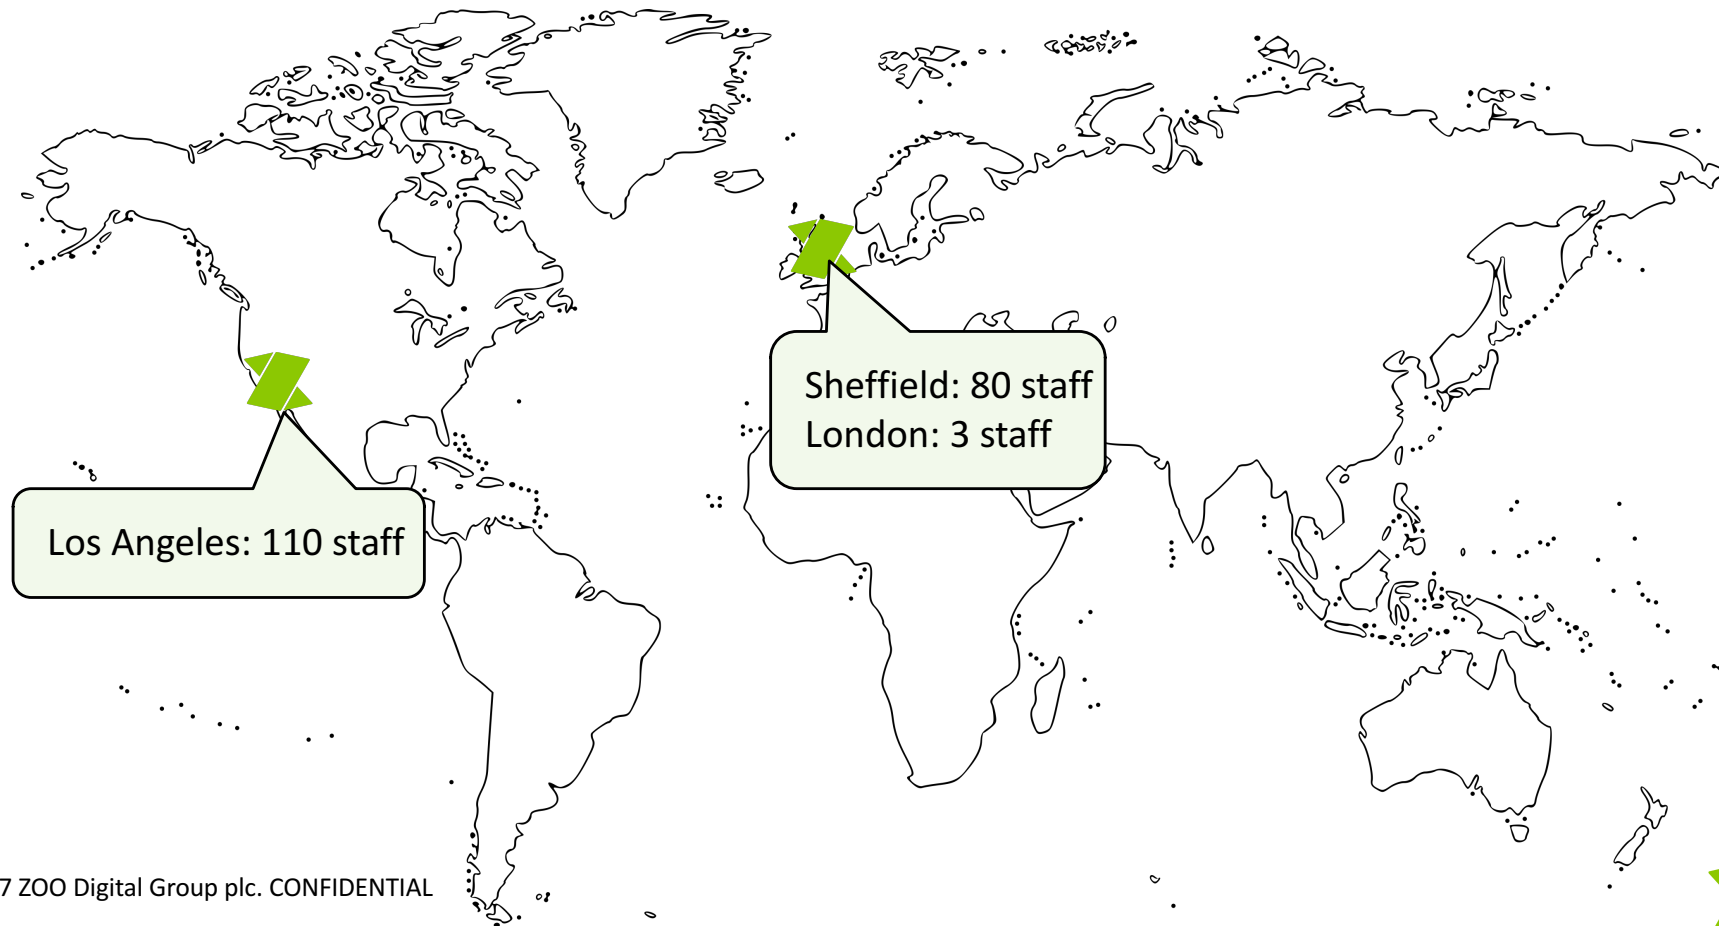 Sheffield: 80 staff
London: 3 staff
Los Angeles: 110 staff
7 ZOO Digital Group plc. CONFIDENTIAL